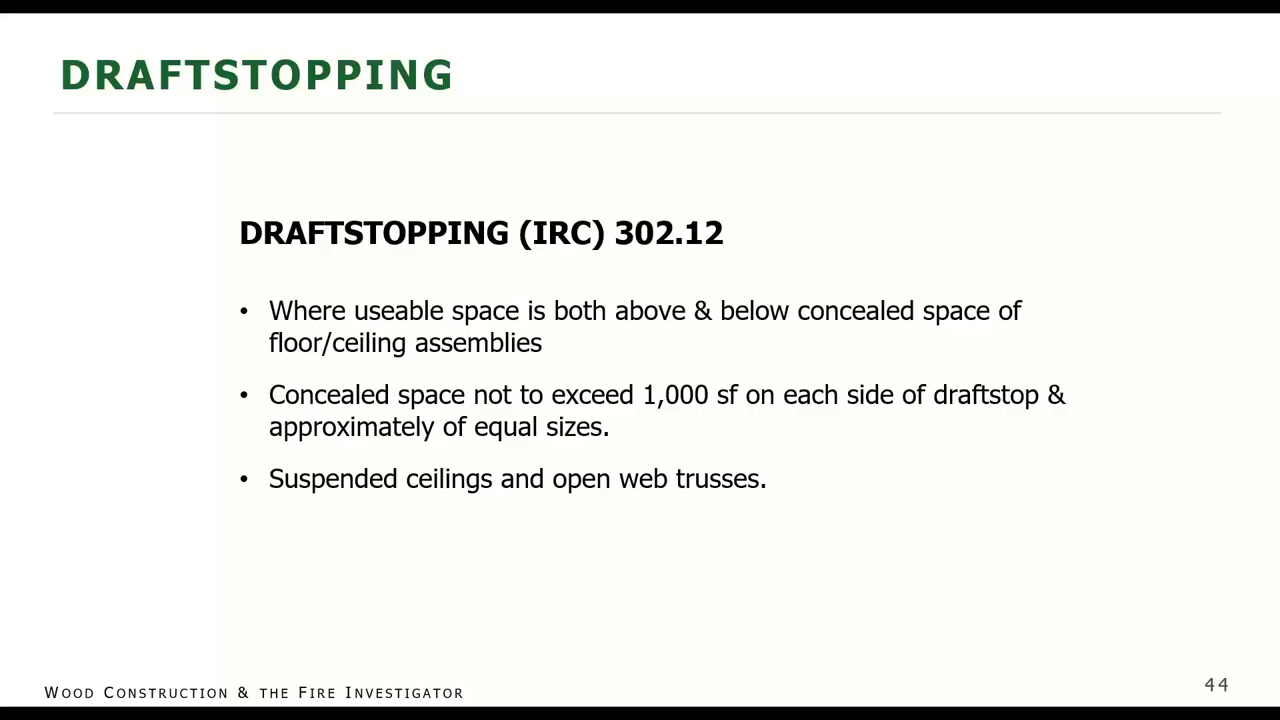 DRAFTSTOPPING
DRAFTSTOPPING (IRC) 302.12
• Where useable space is both above & below concealed space of
floor/ceiling assemblies
• Concealed space not to exceed 1,000 sf on each side of draftstop &
approximately of equal sizes.
• Suspended ceilings and open web trusses.
WOOD CONSTRUCTION & THE FIRE INVESTIGATOR
44